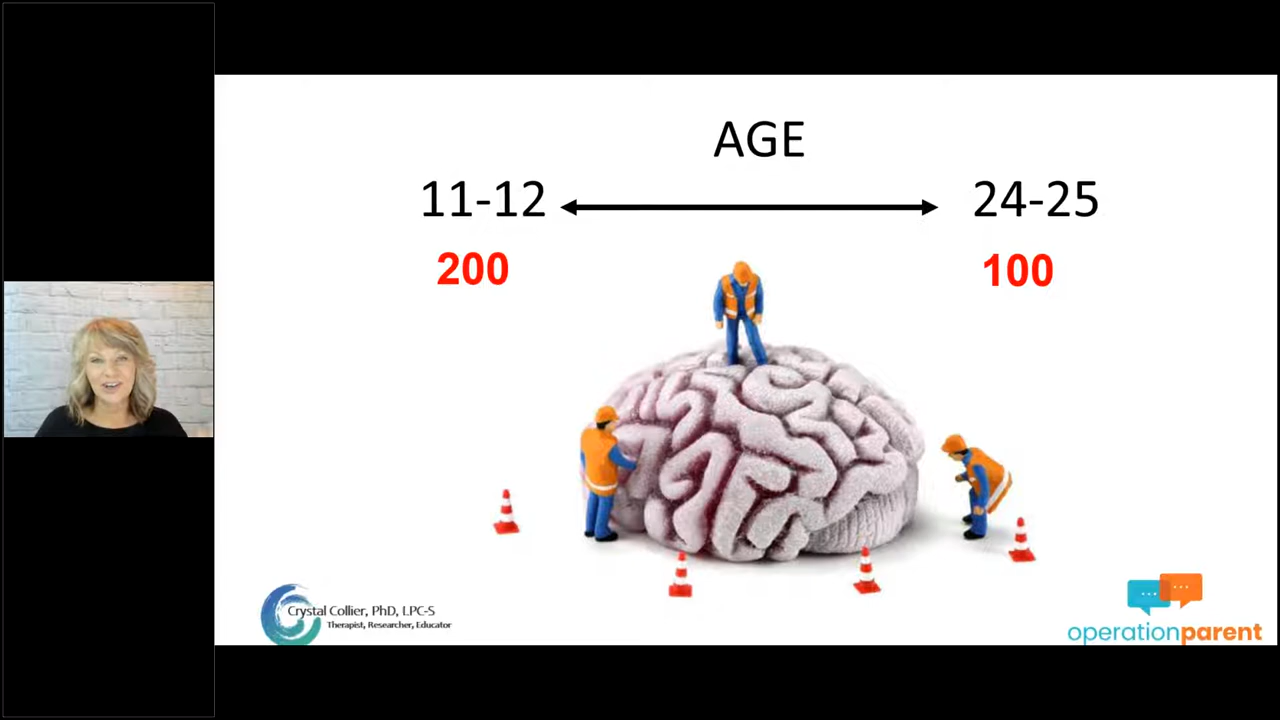 AGE
11-12
24-25
200
100
Crystal Collier, PhD, LPC-S
Therapist, Researcher, Educator
operationparent